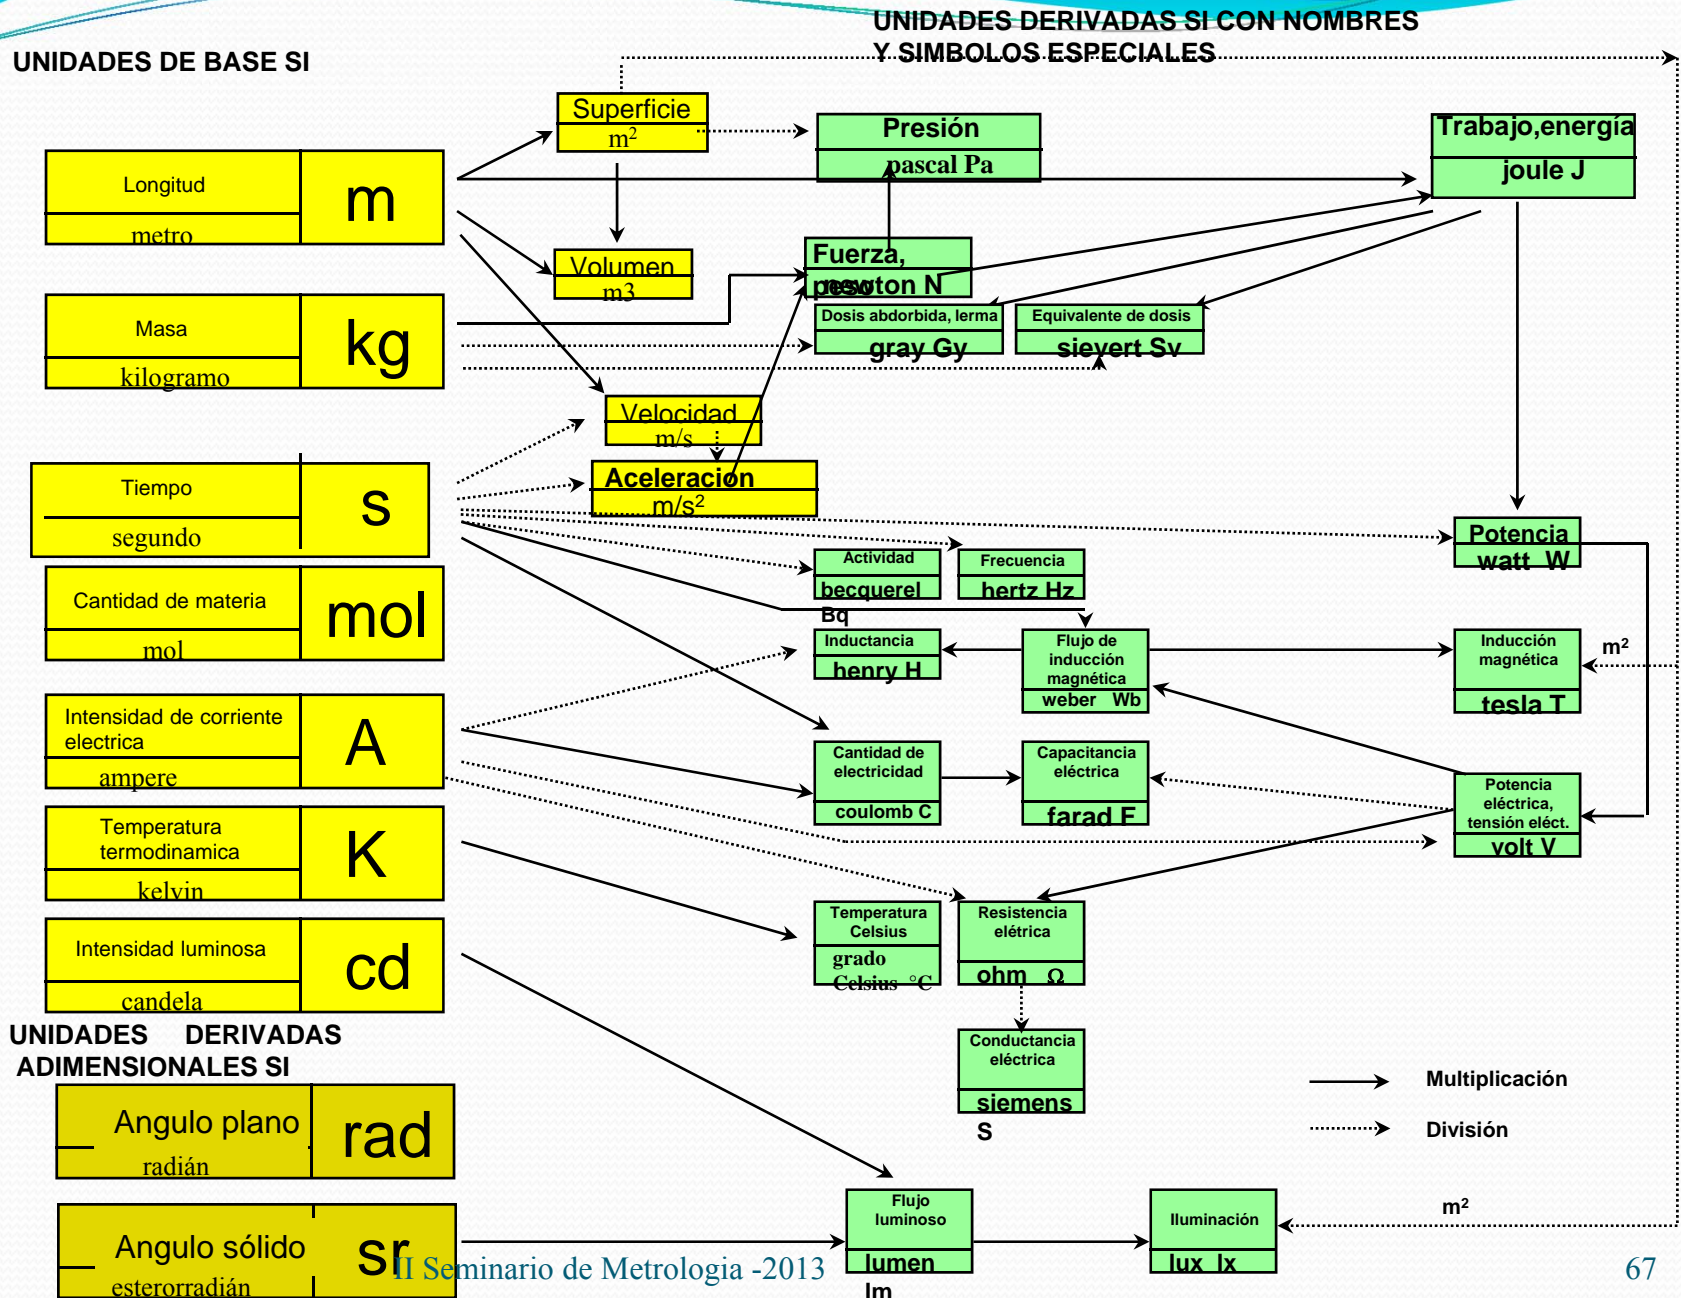 UNIDADES DERIVADAS SI CON NOMBRES
Y SIMBOLOS ESPECIALES
UNIDADES DE BASE SI
Superficie
m²
Presión
pascal Pa
Trabajo,energía
joule J
Longitud
metro
m
Volumen
m3
Fuerza,
peso
newton N
Dosis abdorbida, lerma
gray Gy
Equivalente de dosis
sievert Sv
Masa
kilogramo
kg
Velocidad
m/s
Aceleracion
m/s²
Tiempo
segundo
s
Potencia
watt W
Actividad
becquerel
Bq
Frecuencia
hertz Hz
Cantidad de materia
mol
mol
Inductancia
henry H
Flujo de
inducción
magnética
weber Wb
Inducción
magnética
tesla T
m²
Intensidad de corriente
electrica
ampere
A
Cantidad de
electricidad
coulomb C
Capacitancia
eléctrica
farad F
Potencia
eléctrica,
tensión eléct.
volt V
Temperatura
termodinamica
kelvin
K
Temperatura
Celsius
grado
Celsius °C
Resistencia
elétrica
ohm Ω
Intensidad luminosa
candela
cd
Conductancia
eléctrica
siemens
S
UNIDADES DERIVADAS
ADIMENSIONALES SI
Multiplicación
División
Angulo plano
radián
rad
Angulo sólido
esterorradián
sr
Flujo
luminoso
lumen
lm
Iluminación
lux lx
m²
II Seminario de Metrologia -2013
67